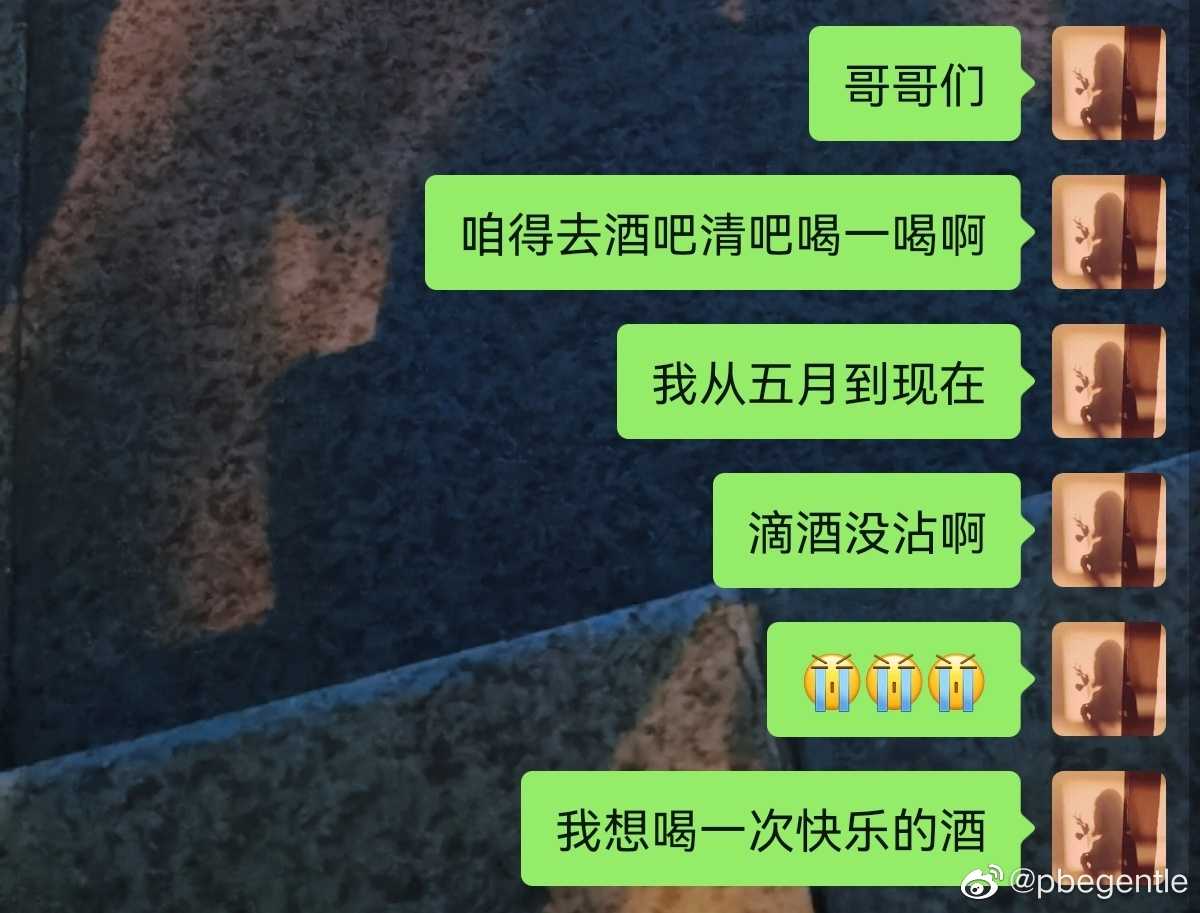 哥哥们
咱得去酒吧清吧喝一喝啊
我从五月到现在
滴酒没沾啊
😭😭😭
我想喝一次快乐的酒
@pbegentle